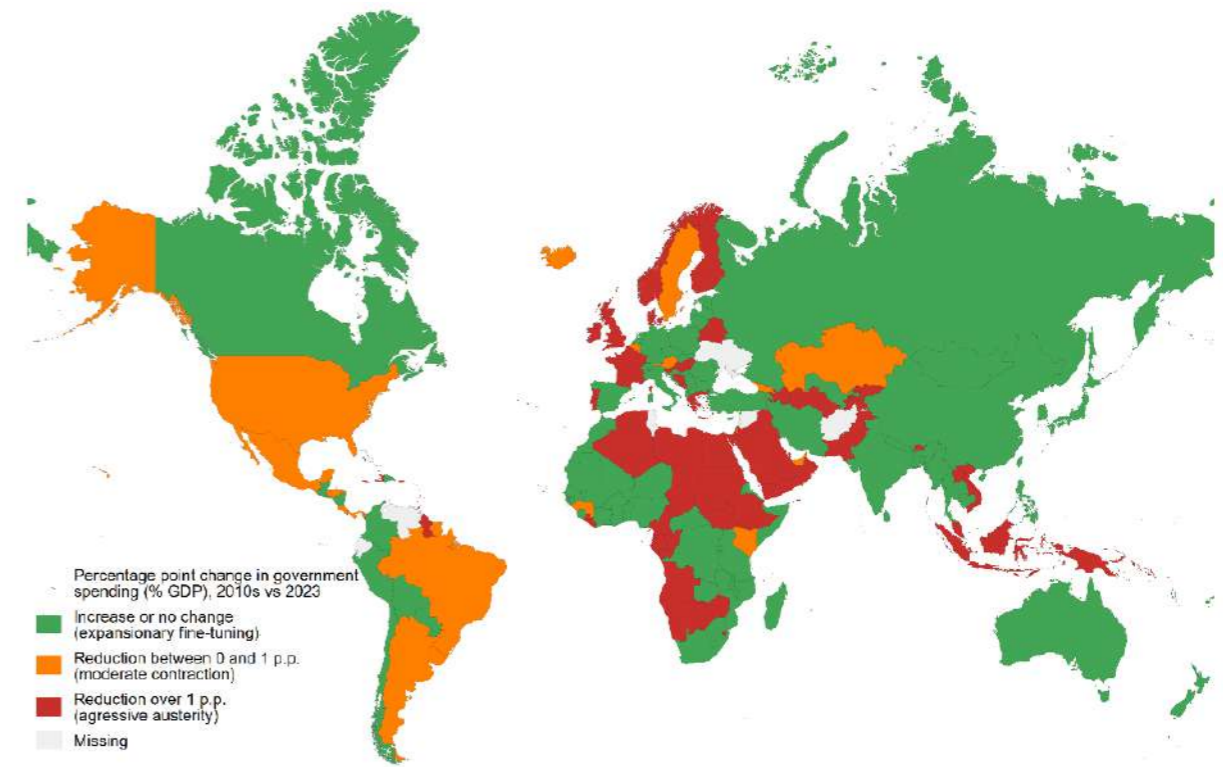 Percentage point change in government
spending (% GDP), 2010s vs 2023
Increase or no change
(expansionary fine-tuning)
Reduction between 0 and 1 p.p.
(moderate contraction)
Reduction over 1 p.p.
(agressive austerity)
Missing